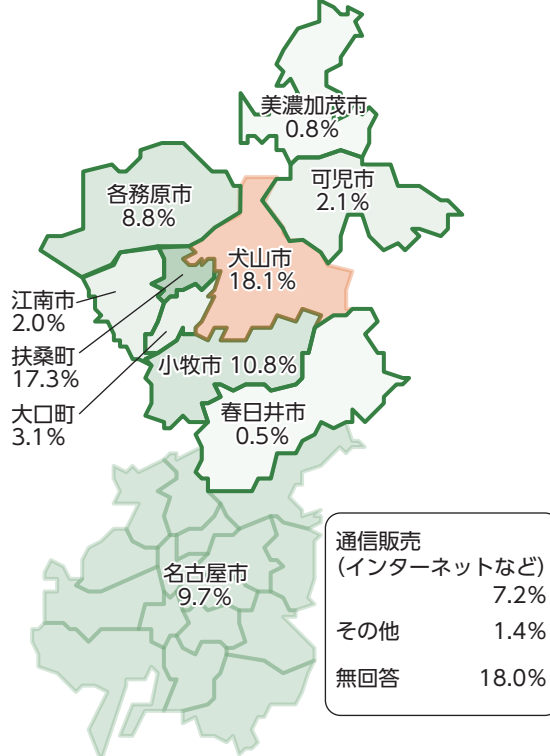 美濃加茂市
0.8%
可児市
2.1%
各務原市
8.8%
犬山市
18.1%
江南市
2.0%
扶桑町
17.3%
大口町
3.1%
小牧市 10.8%
春日井市
0.5%
名古屋市
9.7%
通信販売
(インターネットなど)
7.2%
その他 1.4%
無回答 18.0%